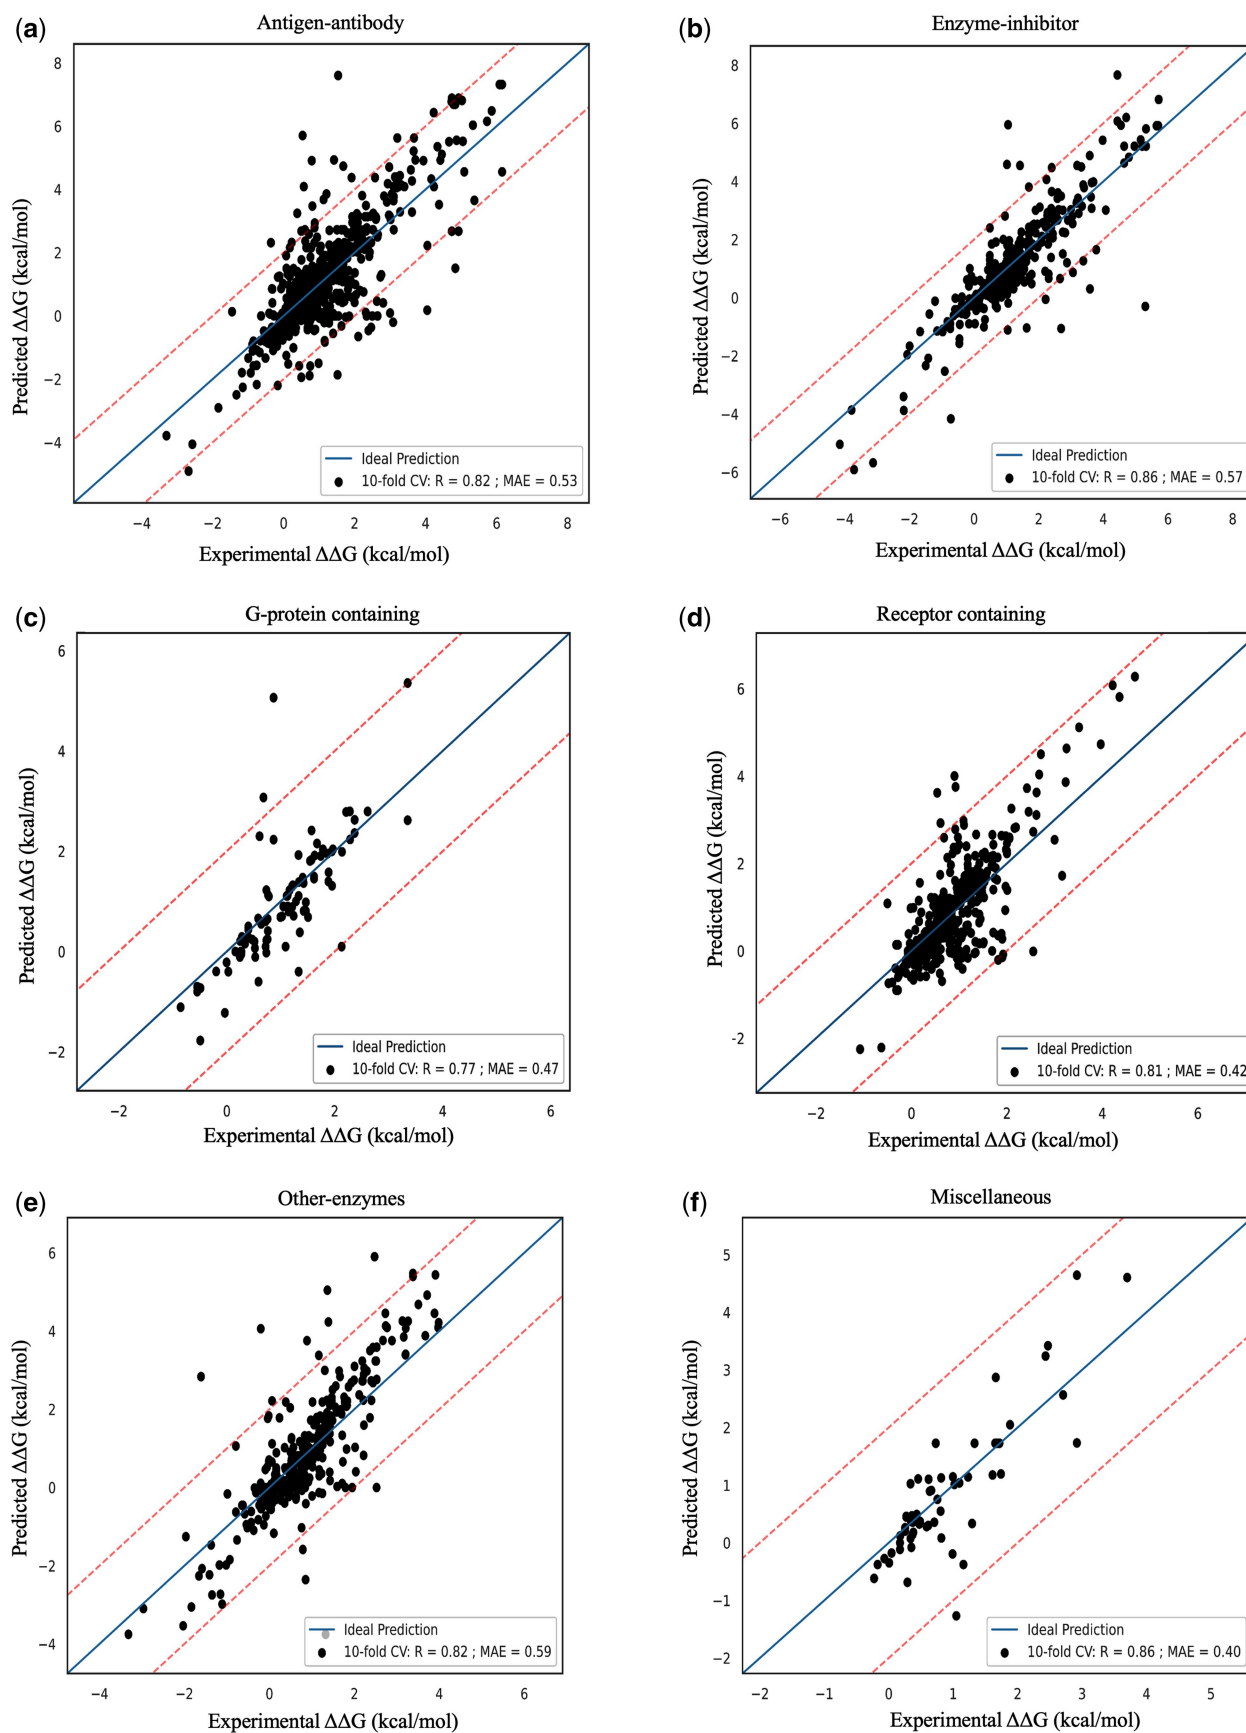 (a)
Antigen-antibody
8
6
4
2
0
−2
−4
Predicted ΔΔG (kcal/mol)
Ideal Prediction
10-fold CV: R = 0.82 ; MAE = 0.53
−4 −2 0 2 4 6 8
Experimental ΔΔG (kcal/mol)
(b)
Enzyme-inhibitor
8
6
4
2
0
−2
−4
−6
Predicted ΔΔG (kcal/mol)
Ideal Prediction
10-fold CV: R = 0.86 ; MAE = 0.57
−6 −4 −2 0 2 4 6 8
Experimental ΔΔG (kcal/mol)
(c)
G-protein containing
6
4
2
0
−2
Predicted ΔΔG (kcal/mol)
Ideal Prediction
10-fold CV: R = 0.77 ; MAE = 0.47
−2 0 2 4 6
Experimental ΔΔG (kcal/mol)
(d)
Receptor containing
6
4
2
0
-2
Predicted ΔΔG (kcal/mol)
Ideal Prediction
10-fold CV: R = 0.81 ; MAE = 0.42
−2 0 2 4 6
Experimental ΔΔG (kcal/mol)
(e)
Other-enzymes
6
4
2
0
−2
−4
Predicted ΔΔG (kcal/mol)
Ideal Prediction
10-fold CV: R = 0.82 ; MAE = 0.59
−4 −2 0 2 4 6
Experimental ΔΔG (kcal/mol)
(f)
Miscellaneous
5
4
3
2
1
0
−1
−2
Predicted ΔΔG (kcal/mol)
Ideal Prediction
10-fold CV: R = 0.86 ; MAE = 0.40
−2 −1 0 1 2 3 4 5
Experimental ΔΔG (kcal/mol)